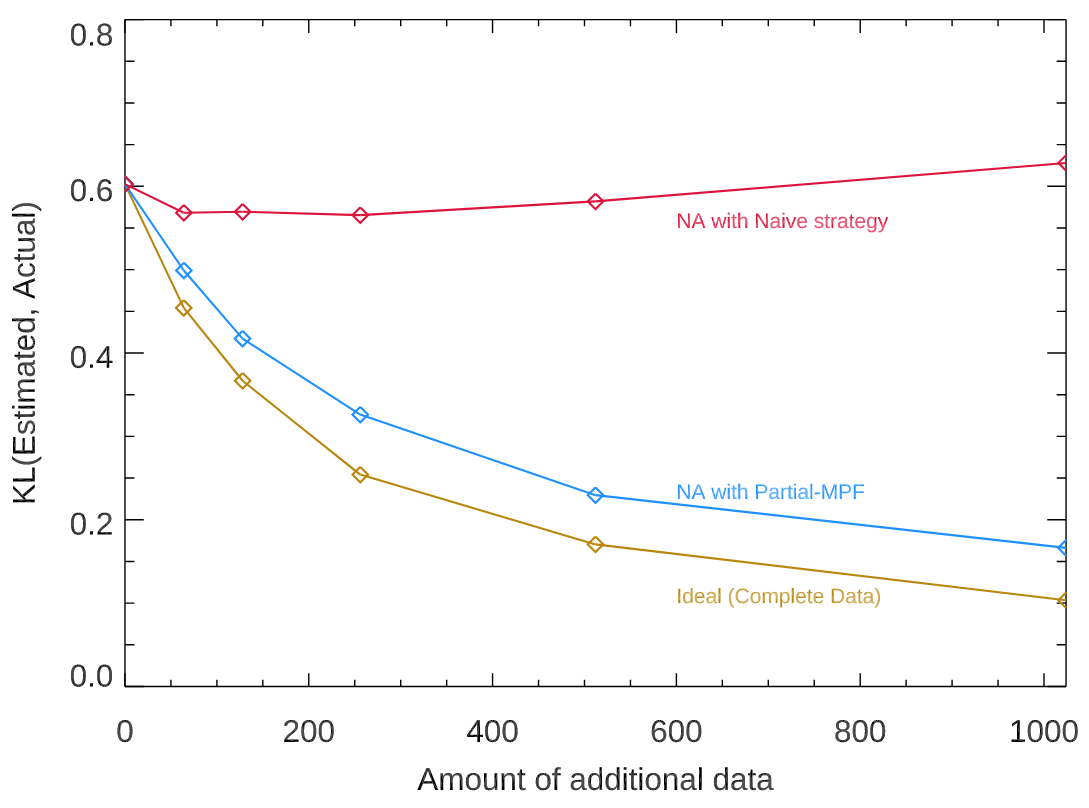 0.8
0.6
0.4
0.2
0.0
KL(Estimated, Actual)
NA with Naive strategy
NA with Partial-MPF
Ideal (Complete Data)
0 200 400 600 800 1000
Amount of additional data